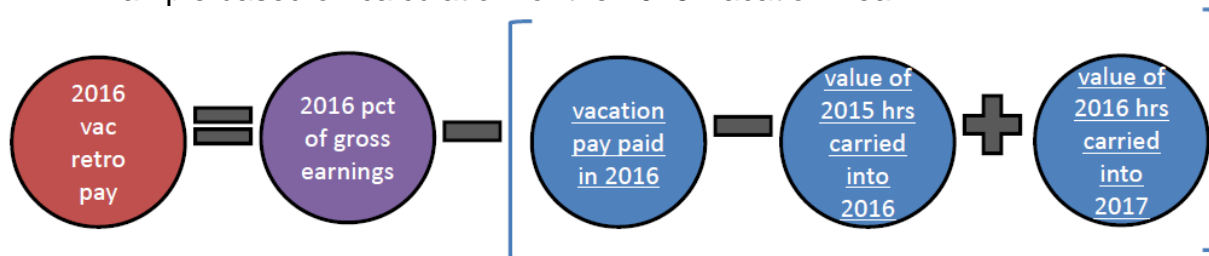 2016
vac
retro
pay
2016 pct
of gross
earnings
vacation
pay paid
in 2016
value of
2015 hrs
carried
into
2016
value of
2016 hrs
carried
into
2017